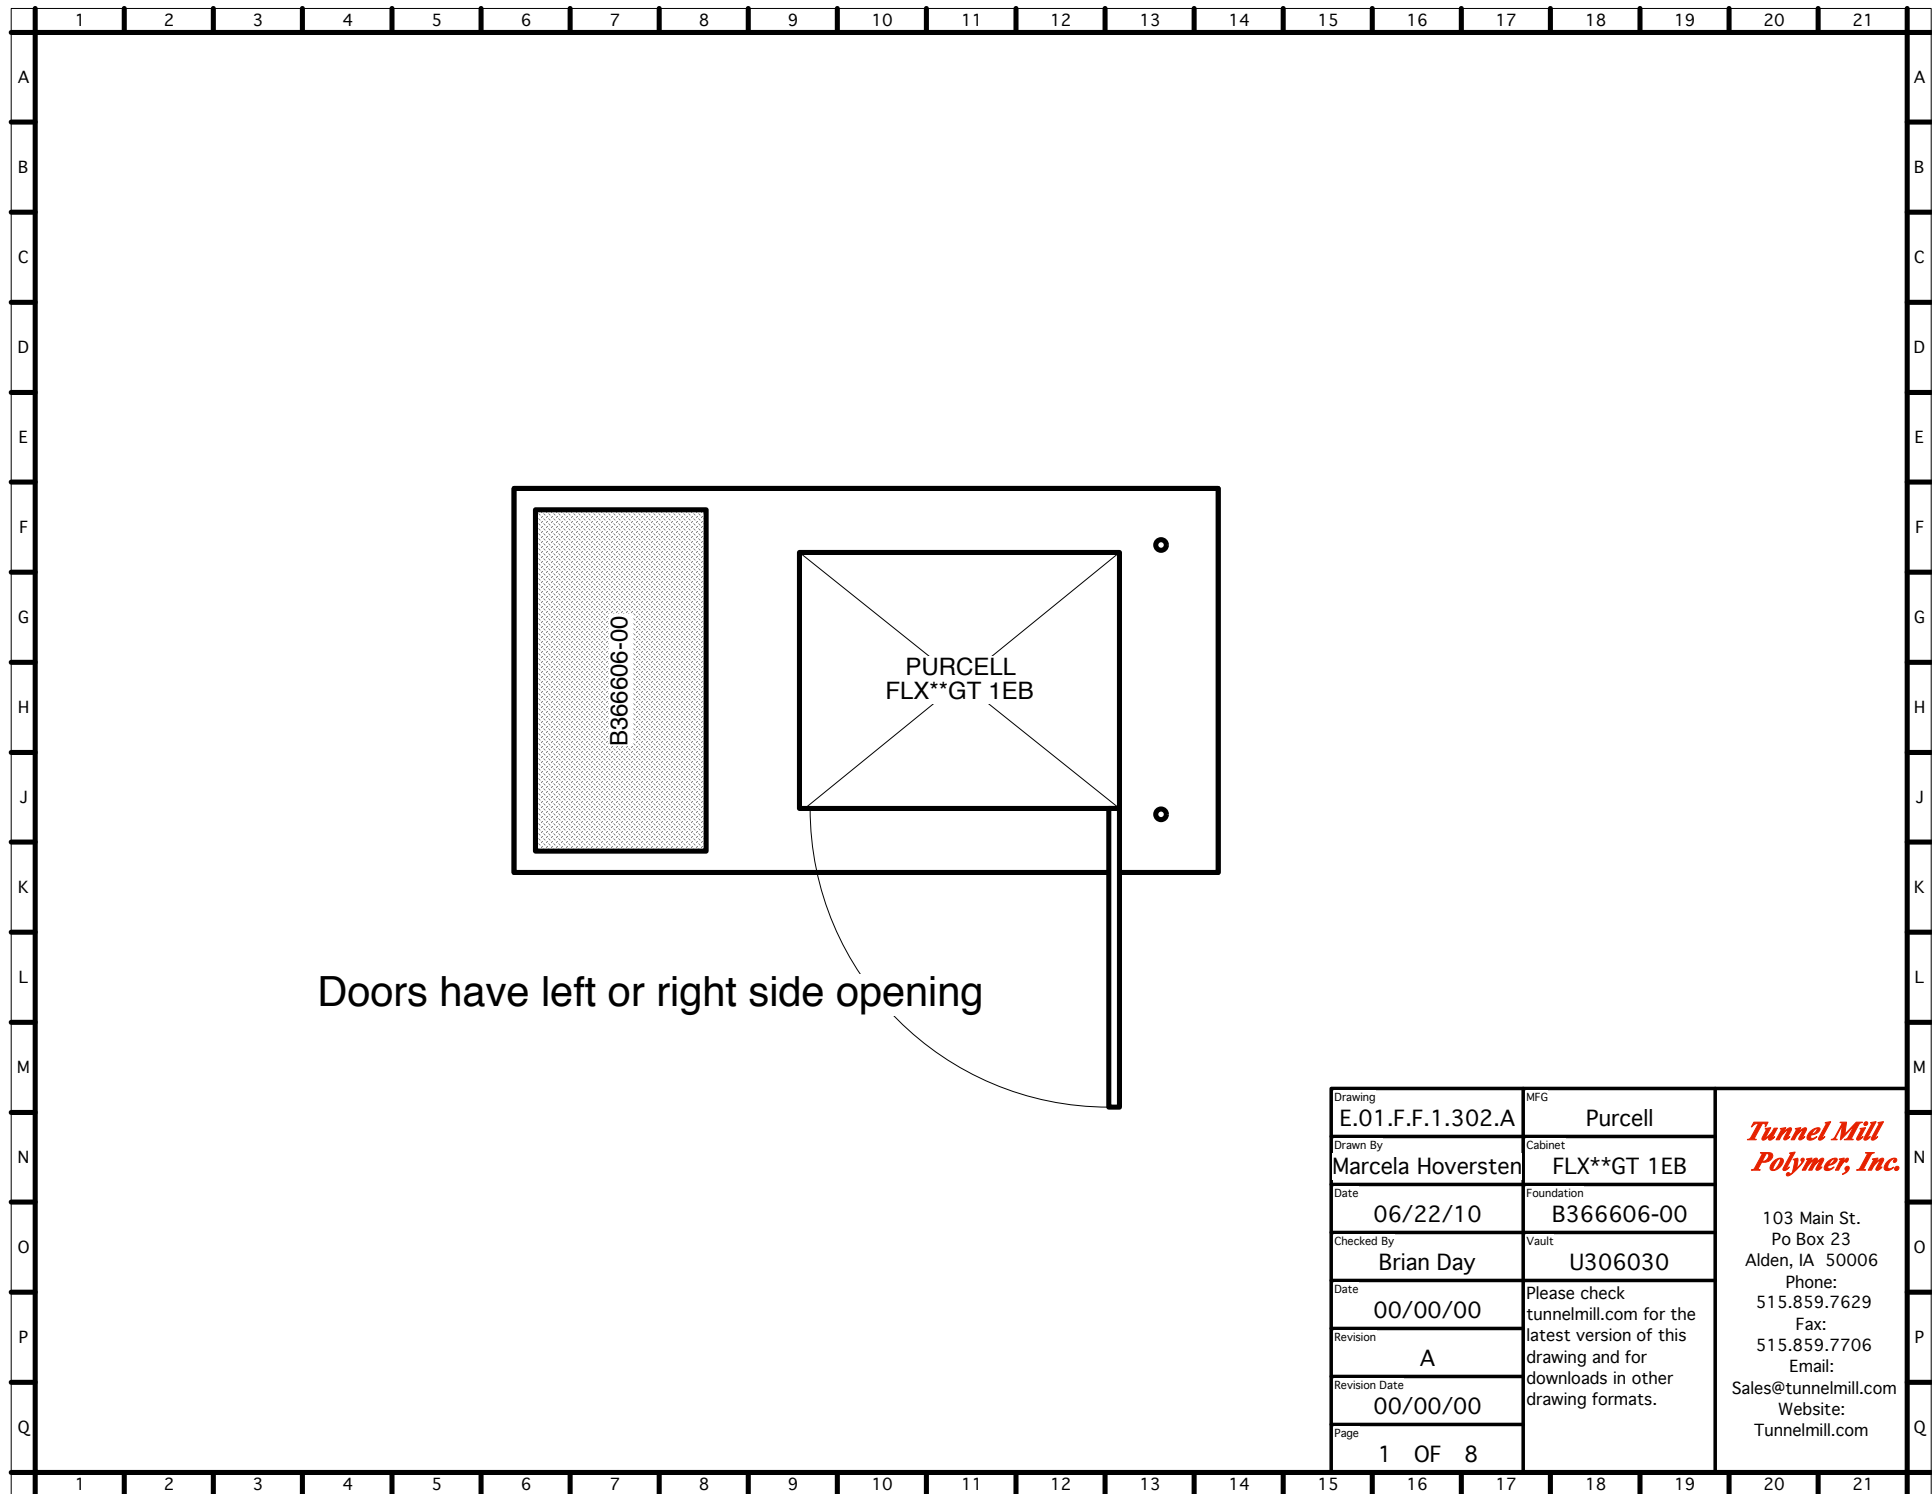 1 2 3 4 5 6 7 8 9 10 11 12 13 14 15 16 17 18 19 20 21
A A
B B
C C
D D
E E
F F
G G
H H
J J
K K
L L
M M
N N
O O
P P
Q Q
B366606-00
PURCELL
FLX**GT 1EB
Doors have left or right side opening
Drawing
E.01.F.F.1.302.A
MFG
Purcell
Drawn By
Marcela Hoversten
Cabinet
FLX**GT 1EB
Date
06/22/10
Foundation
B366606-00
Checked By
Brian Day
Vault
U306030
Date
00/00/00
Revision
A
Revision Date
00/00/00
Page
1 OF 8
Please check
tunnelmill.com for the
latest version of this
drawing and for
downloads in other
drawing formats.
Tunnel Mill
Polymer, Inc.
103 Main St.
Po Box 23
Alden, IA 50006
Phone:
515.859.7629
Fax:
515.859.7706
Email:
Sales@tunnelmill.com
Website:
Tunnelmill.com
1 2 3 4 5 6 7 8 9 10 11 12 13 14 15 16 17 18 19 20 21